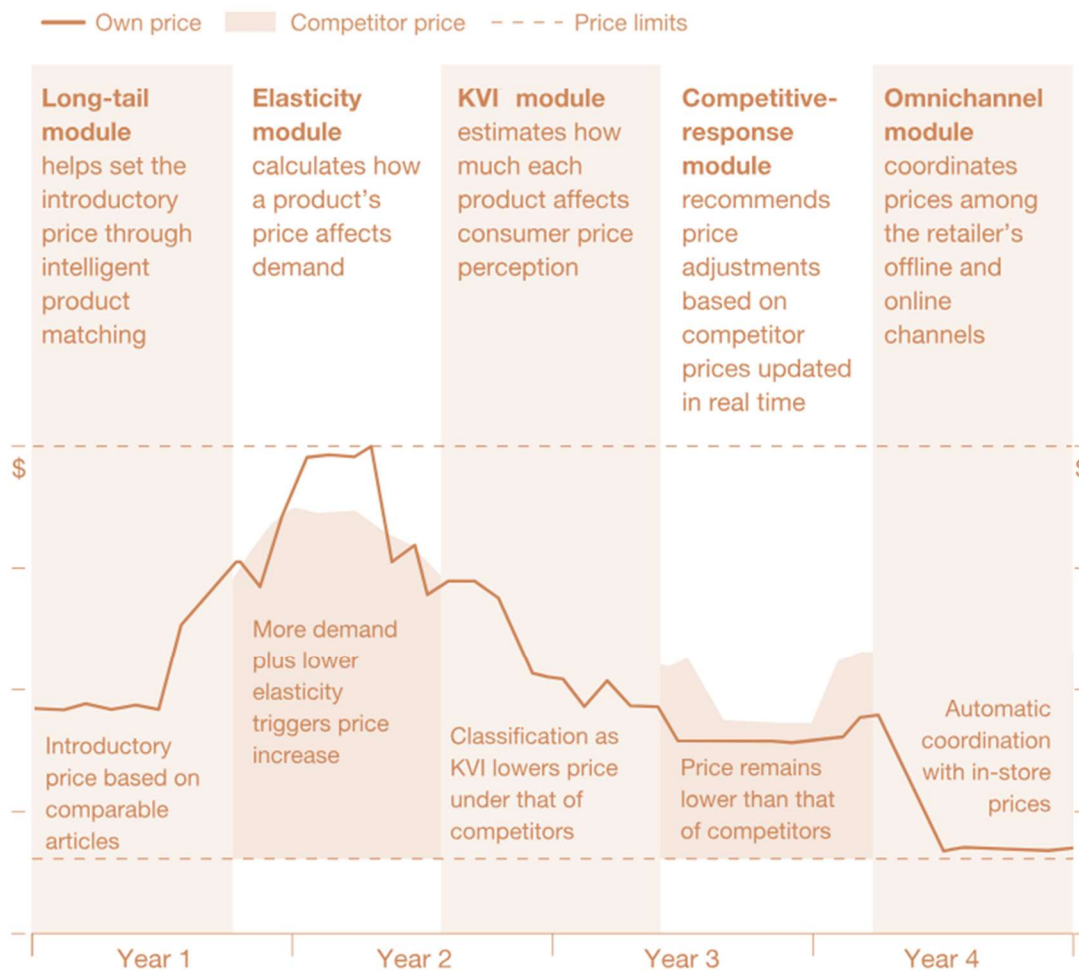 Own price
Competitor price
Price limits
Long-tail
module
helps set the
introductory
price through
intelligent
product
matching
Elasticity
module
calculates how
a product's
price affects
demand
KVI module
estimates how
much each
product affects
consumer price
perception
Competitive-
response
module
recommends
price
adjustments
based on
competitor
prices updated
in real time
Omnichannel
module
coordinates
prices among
the retailer's
offline and
online
channels
$
$
Introductory
price based on
comparable
articles
More demand
plus lower
elasticity
triggers price
increase
Classification as
KVI lowers price
under that of
competitors
Price remains
lower than that
of competitors
Automatic
coordination
with in-store
prices
Year 1
Year 2
Year 3
Year 4